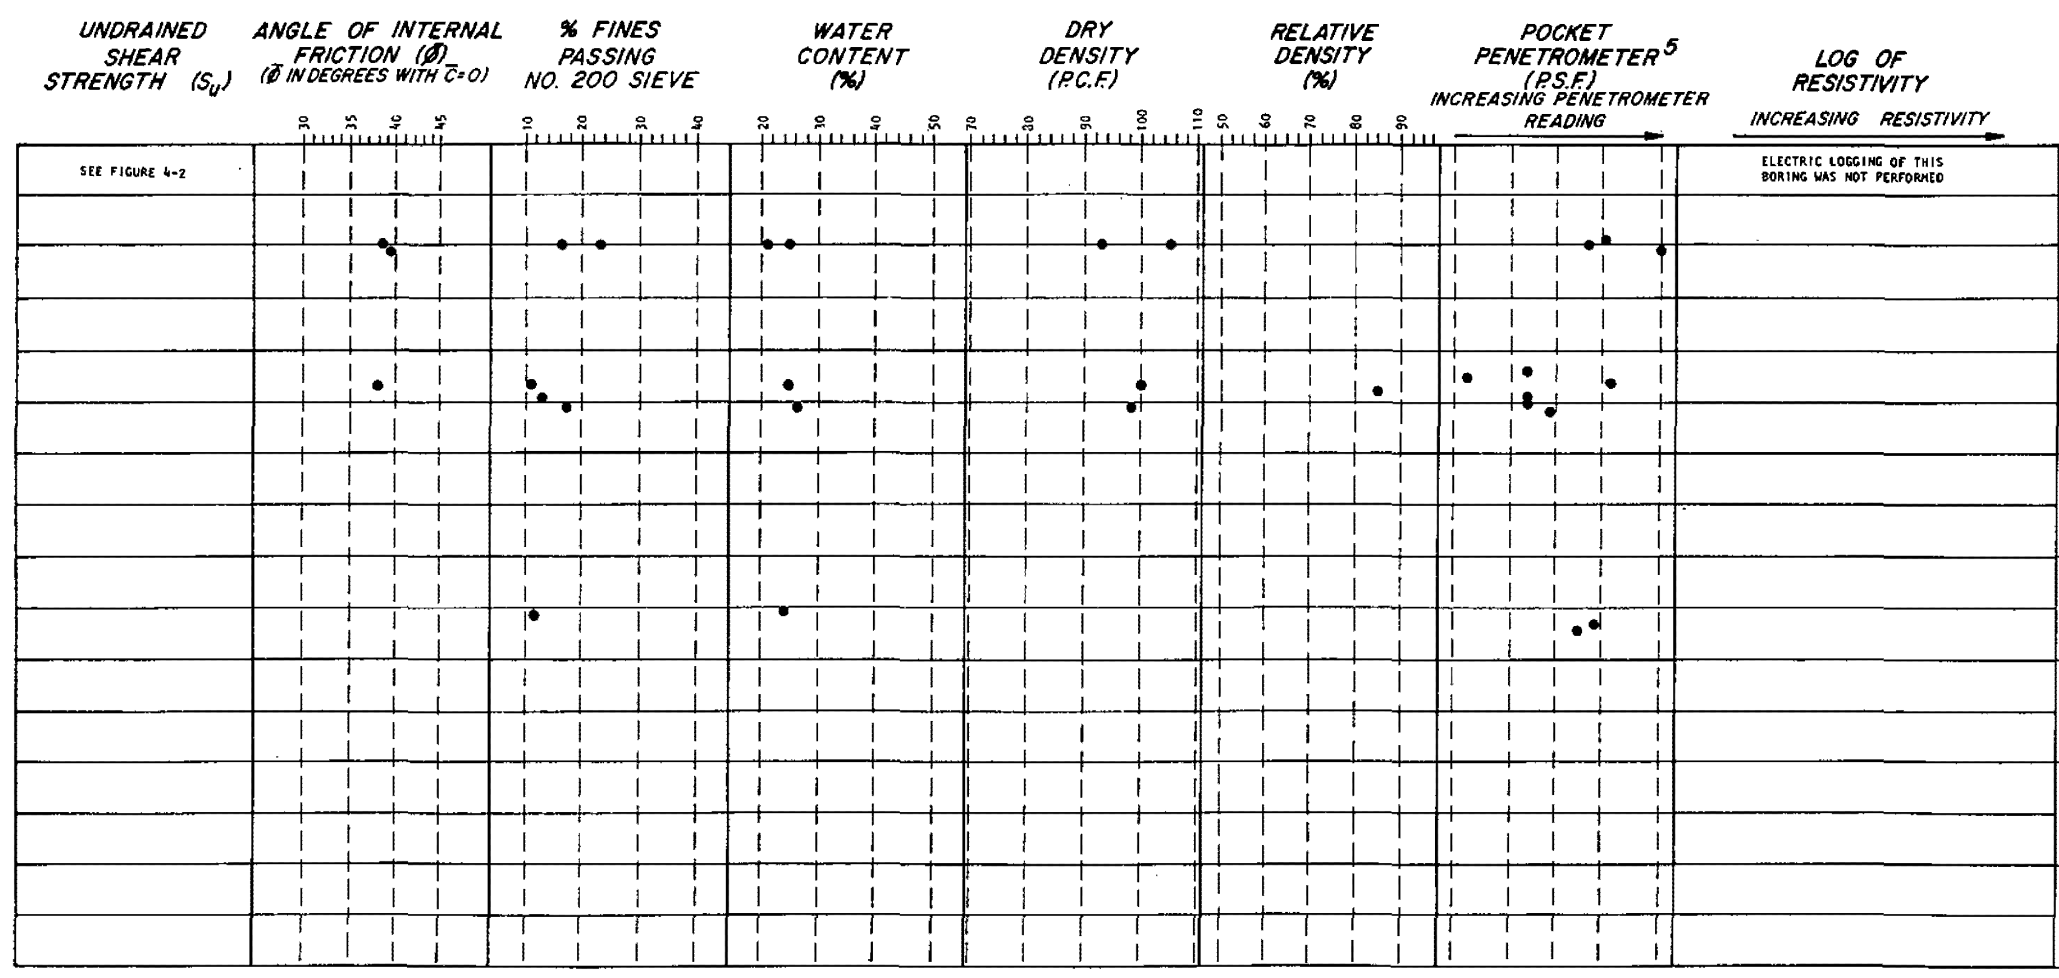 UNDRAINED
SHEAR
STRENGTH (Su)
ANGLE OF INTERNAL
FRICTION (Φ̄)
(Φ̄ IN DEGREES WITH C̄=0)
% FINES
PASSING
NO. 200 SIEVE
WATER
CONTENT
(%)
DRY
DENSITY
(P.C.F.)
RELATIVE
DENSITY
(%)
POCKET
PENETROMETER⁵
(P.S.F.)
INCREASING PENETROMETER
READING
LOG OF
RESISTIVITY
INCREASING RESISTIVITY
30 35 40 45
10 20 30 40
20 30 40 50
70 80 90 100 110
50 60 70 80 90
SEE FIGURE 4-2
ELECTRIC LOGGING OF THIS
BORING WAS NOT PERFORMED